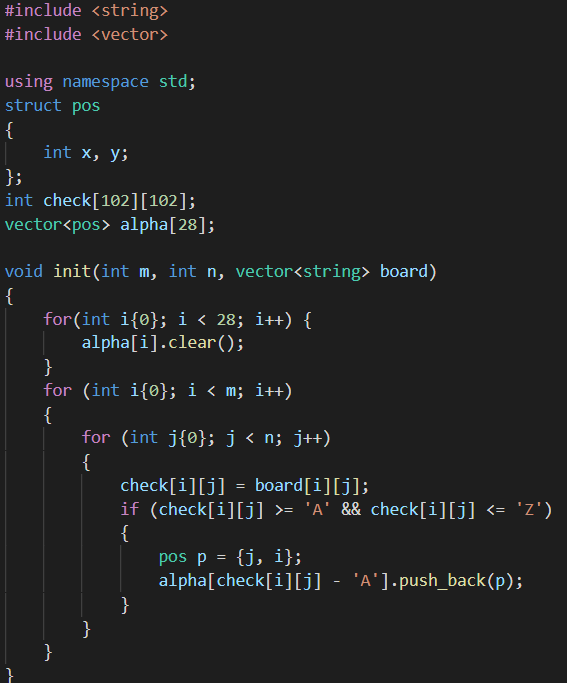 #include <string>
#include <vector>

using namespace std;
struct pos
{
    int x, y;
};
int check[102][102];
vector<pos> alpha[28];

void init(int m, int n, vector<string> board)
{
    for(int i{0}; i < 28; i++) {
        alpha[i].clear();
    }
    for (int i{0}; i < m; i++)
    {
        for (int j{0}; j < n; j++)
        {
            check[i][j] = board[i][j];
            if (check[i][j] >= 'A' && check[i][j] <= 'Z')
            {
                pos p = {j, i};
                alpha[check[i][j] - 'A'].push_back(p);
            }
        }
    }
}